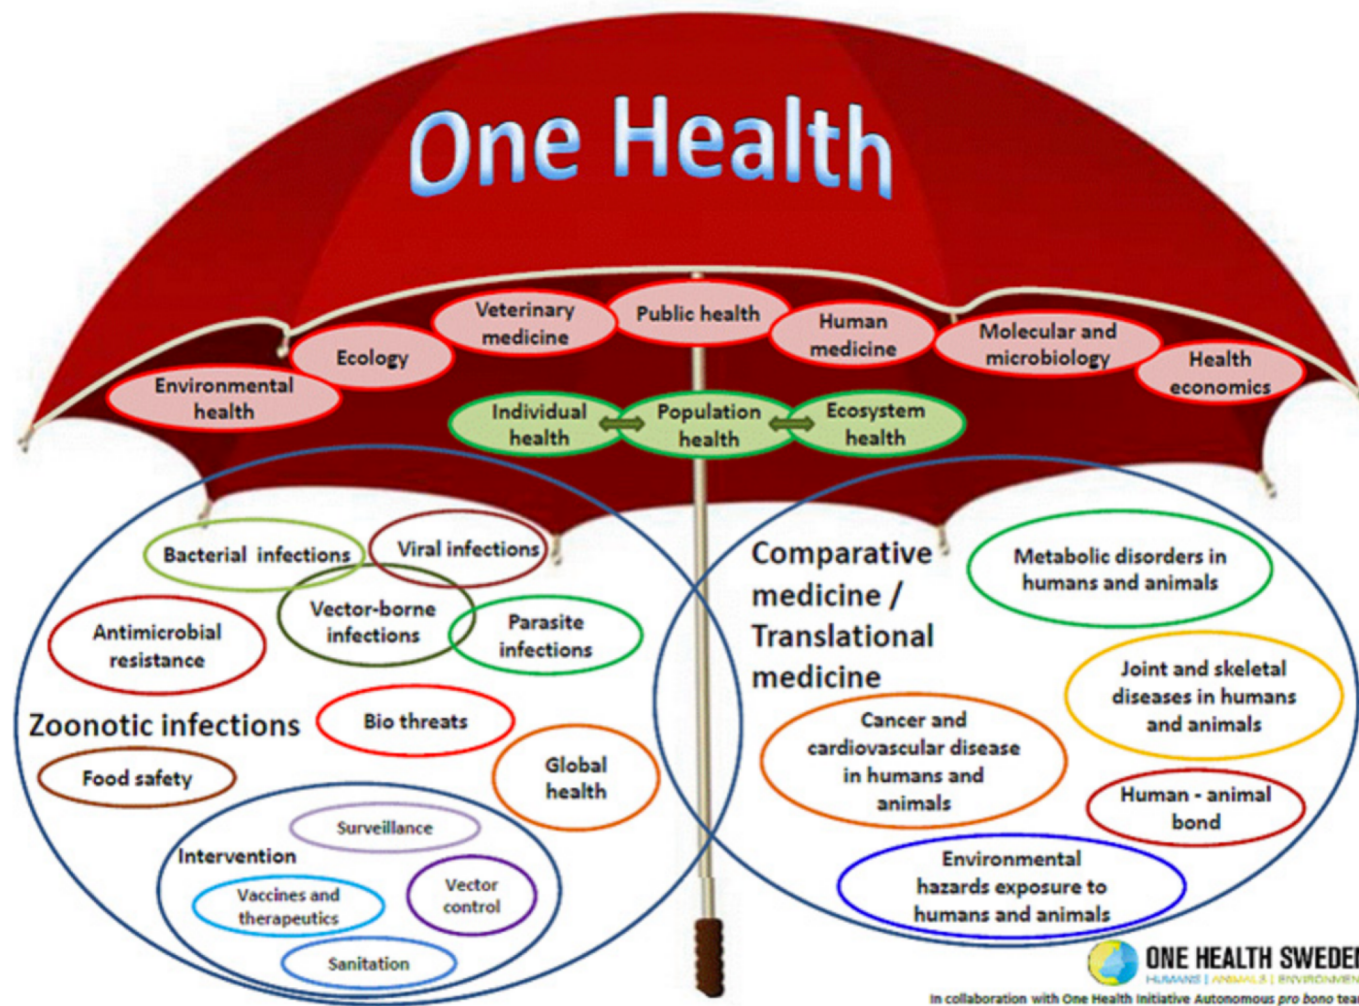 One Health
Veterinary
medicine
Public health
Human
medicine
Molecular and
microbiology
Ecology
Health
economics
Environmental
health
Individual
health
Population
health
Ecosystem
health
Bacterial infections
Viral infections
Vector-borne
infections
Parasite
infections
Antimicrobial
resistance
Zoonotic infections
Bio threats
Food safety
Global
health
Surveillance
Intervention
Vaccines and
therapeutics
Vector
control
Sanitation
Comparative
medicine /
Translational
medicine
Metabolic disorders in
humans and animals
Joint and skeletal
diseases in humans
and animals
Cancer and
cardiovascular disease
in humans and
animals
Human - animal
bond
Environmental
hazards exposure to
humans and animals
ONE HEALTH SWEDEN
HUMANS | ANIMALS | ENVIRONMENT
In collaboration with One Health Initiative Autonomous pro bono tea